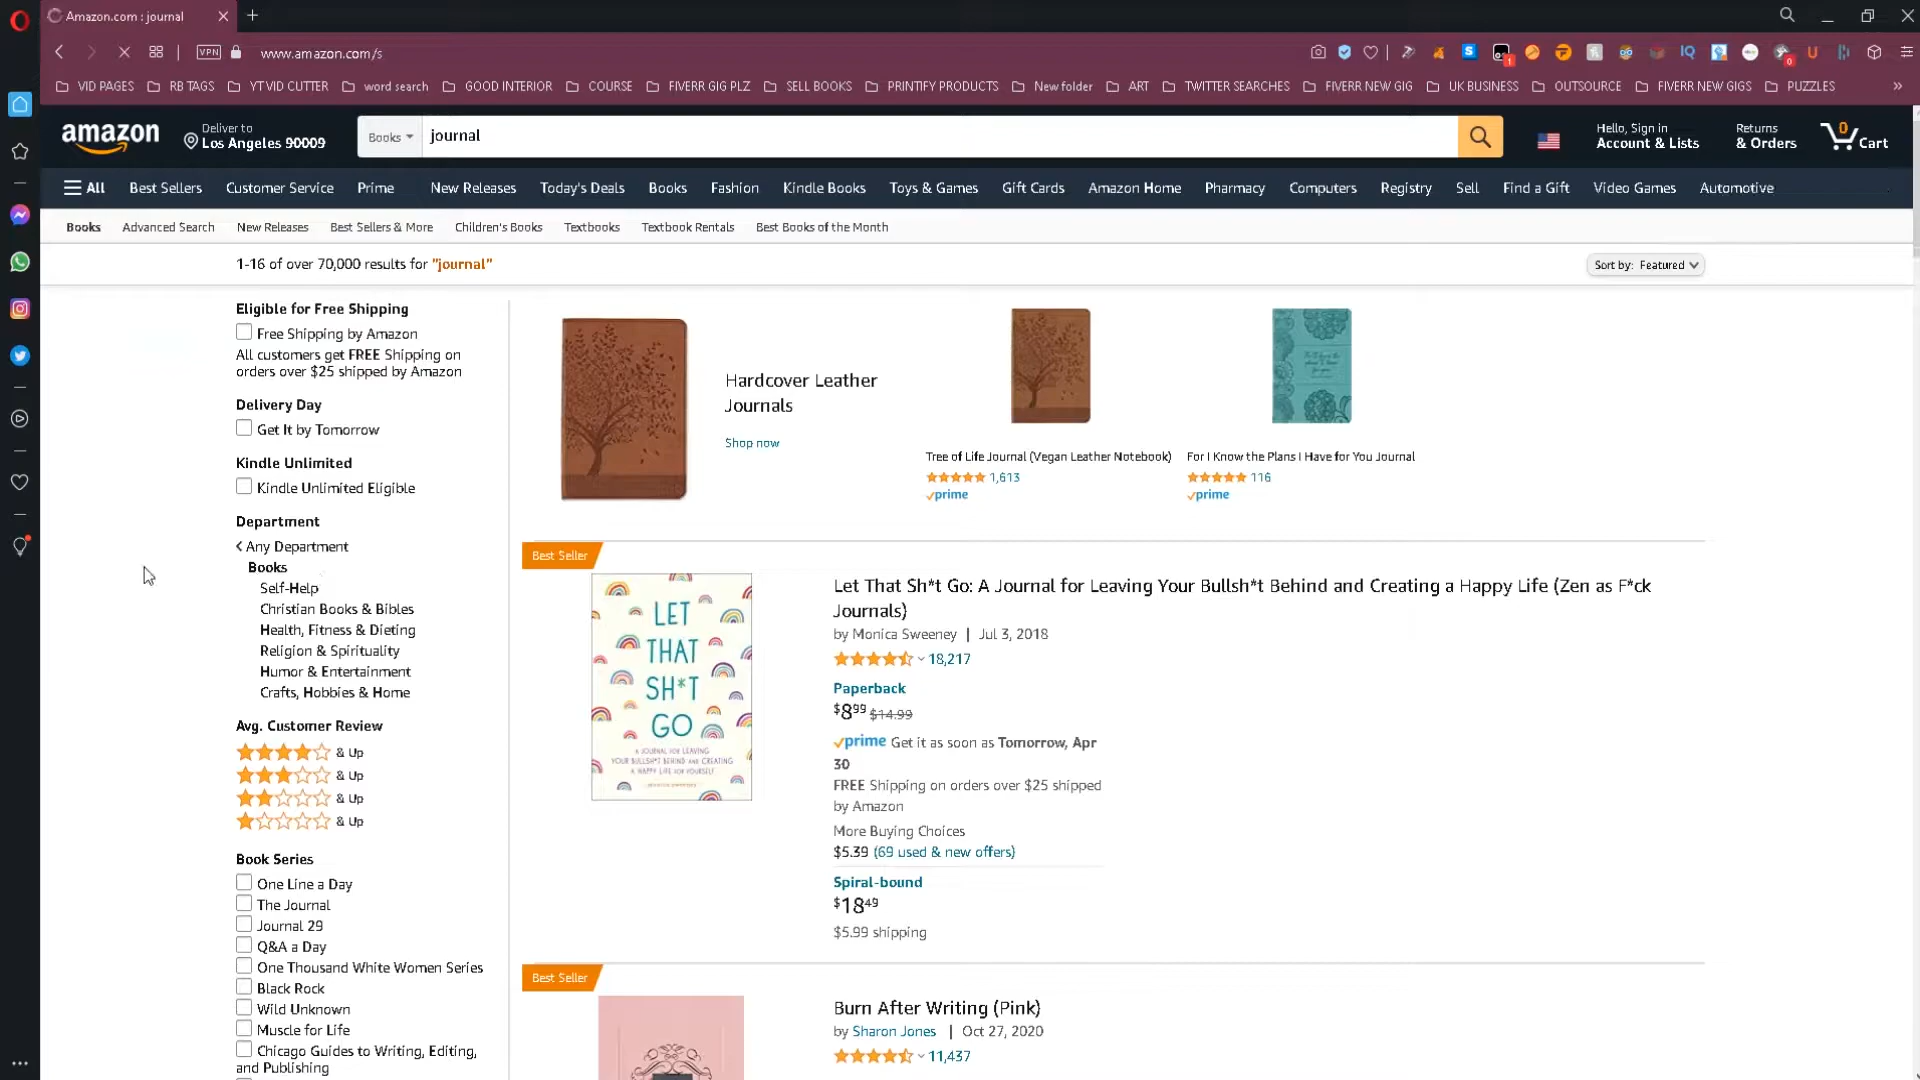 Amazon.com : journal
VPN
www.amazon.com/s
VID PAGES RB TAGS YT VID CUTTER word search GOOD INTERIOR COURSE FIVERR GIG PLZ SELL BOOKS PRINTIFY PRODUCTS New folder ART TWITTER SEARCHES FIVERR NEW GIG UK BUSINESS OUTSOURCE FIVERR NEW GIGS PUZZLES
amazon
Deliver to
Los Angeles 90009
Books
journal
Hello, Sign in
Account & Lists
Returns
& Orders
0
Cart
All Best Sellers Customer Service Prime New Releases Today's Deals Books Fashion Kindle Books Toys & Games Gift Cards Amazon Home Pharmacy Computers Registry Sell Find a Gift Video Games Automotive
Books Advanced Search New Releases Best Sellers & More Children's Books Textbooks Textbook Rentals Best Books of the Month
1-16 of over 70,000 results for "journal"
Sort by: Featured
Eligible for Free Shipping
Free Shipping by Amazon
All customers get FREE Shipping on
orders over $25 shipped by Amazon
Delivery Day
Get It by Tomorrow
Kindle Unlimited
Kindle Unlimited Eligible
Department
Any Department
Books
Self-Help
Christian Books & Bibles
Health, Fitness & Dieting
Religion & Spirituality
Humor & Entertainment
Crafts, Hobbies & Home
Avg. Customer Review
& Up
& Up
& Up
& Up
Book Series
One Line a Day
The Journal
Journal 29
Q&A a Day
One Thousand White Women Series
Black Rock
Wild Unknown
Muscle for Life
Chicago Guides to Writing, Editing,
and Publishing
Hardcover Leather
Journals
Shop now
Tree of Life Journal (Vegan Leather Notebook)
1,613
prime
For I Know the Plans I Have for You Journal
116
prime
Best Seller
LET
THAT
SH*T
GO
A JOURNAL FOR LEAVING
YOUR BULLSH*T BEHIND AND CREATING
A HAPPY LIFE FOR YOURSELF
Let That Sh*t Go: A Journal for Leaving Your Bullsh*t Behind and Creating a Happy Life (Zen as F*ck
Journals)
by Monica Sweeney | Jul 3, 2018
18,217
Paperback
$8⁹⁹ $14.99
prime Get it as soon as Tomorrow, Apr
30
FREE Shipping on orders over $25 shipped
by Amazon
More Buying Choices
$5.39 (69 used & new offers)
Spiral-bound
$18⁴⁹
$5.99 shipping
Best Seller
Burn After Writing (Pink)
by Sharon Jones | Oct 27, 2020
11,437